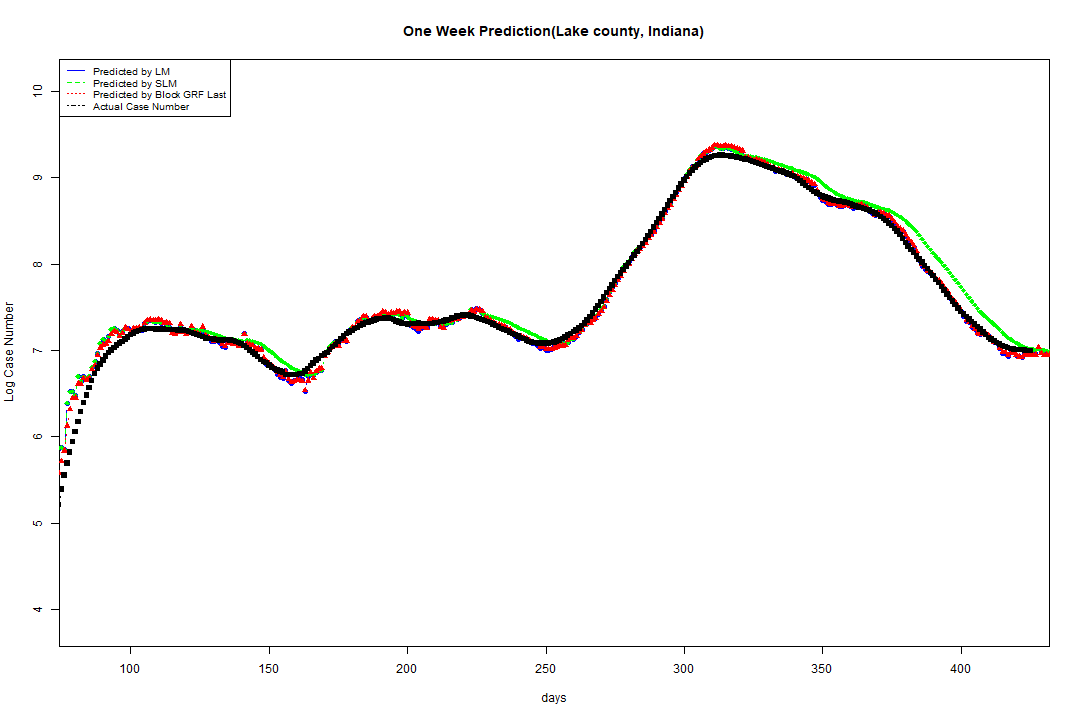 One Week Prediction(Lake county, Indiana)
Predicted by LM
Predicted by SLM
Predicted by Block GRF Last
Actual Case Number
10
9
8
7
6
5
4
Log Case Number
100 150 200 250 300 350 400
days